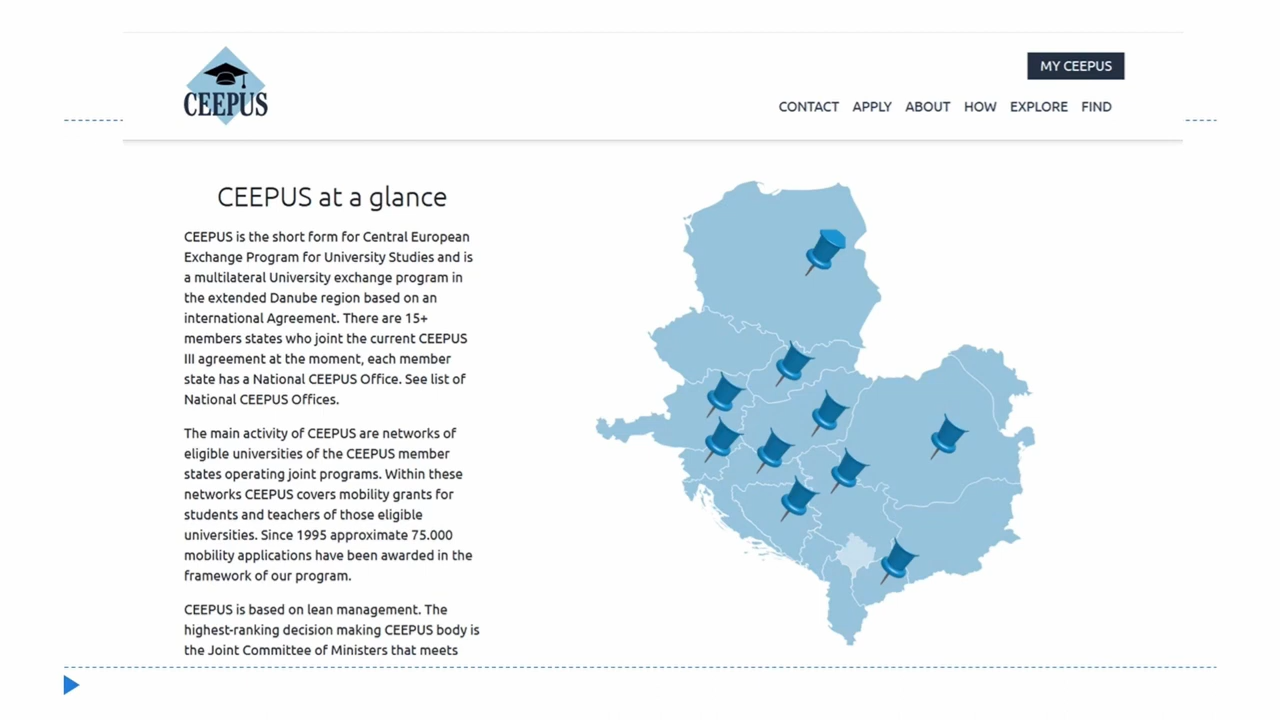 CEEPUS
MY CEEPUS
CONTACT APPLY ABOUT HOW EXPLORE FIND
CEEPUS at a glance
CEEPUS is the short form for Central European
Exchange Program for University Studies and is
a multilateral University exchange program in
the extended Danube region based on an
international Agreement. There are 15+
members states who joint the current CEEPUS
III agreement at the moment, each member
state has a National CEEPUS Office. See list of
National CEEPUS Offices.
The main activity of CEEPUS are networks of
eligible universities of the CEEPUS member
states operating joint programs. Within these
networks CEEPUS covers mobility grants for
students and teachers of those eligible
universities. Since 1995 approximate 75.000
mobility applications have been awarded in the
framework of our program.
CEEPUS is based on lean management. The
highest-ranking decision making CEEPUS body is
the Joint Committee of Ministers that meets